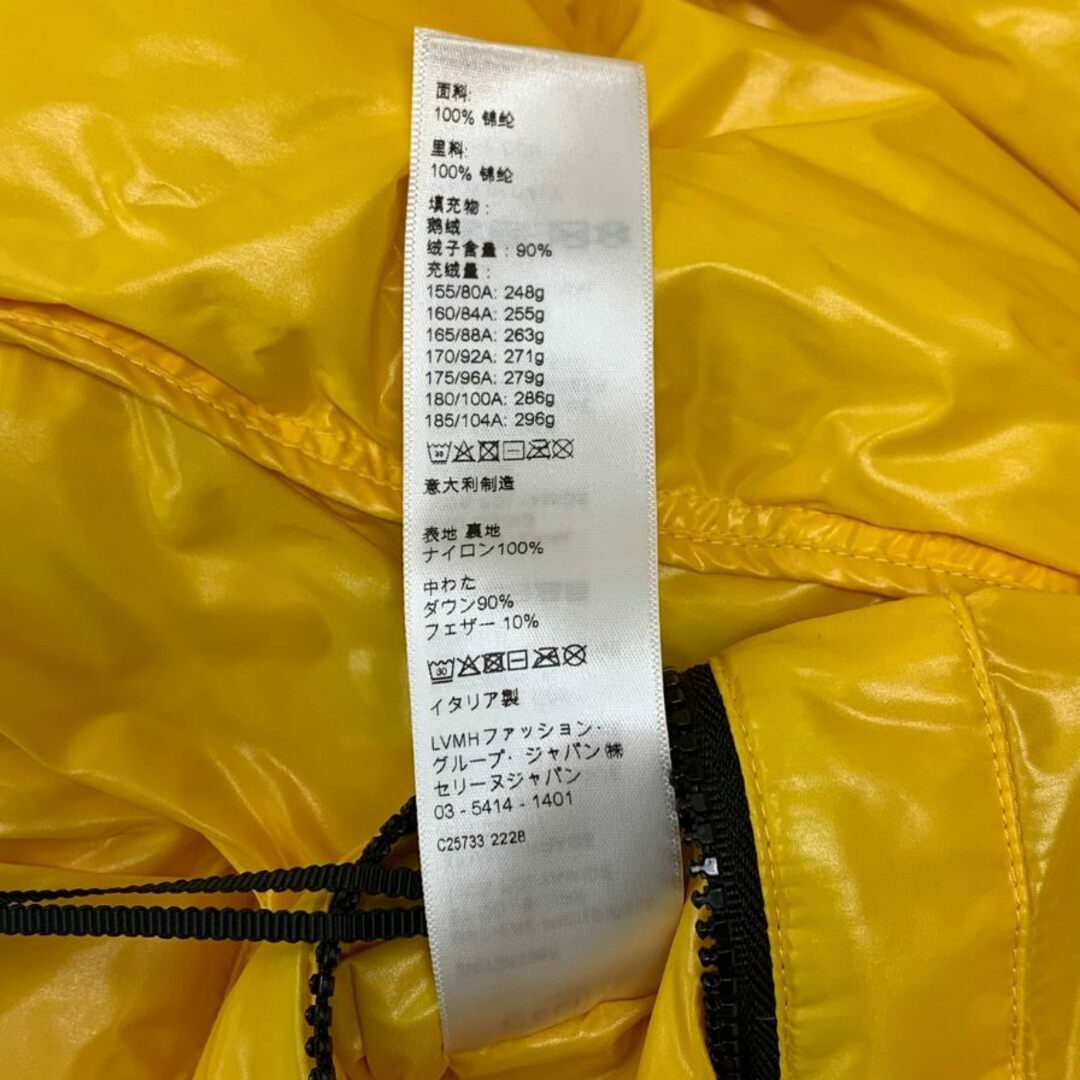 面料:
100% 锦纶
里料:
100% 锦纶
填充物：
鹅绒
绒子含量：90%
充绒量：
155/80A: 248g
160/84A: 255g
165/88A: 263g
170/92A: 271g
175/96A: 279g
180/100A: 286g
185/104A: 296g
30
意大利制造
表地 裏地
ナイロン100%
中わた
ダウン90%
フェザー 10%
30
イタリア製
LVMHファッション・
グループ・ジャパン㈱
セリーヌジャパン
03 - 5414 - 1401
C25733 2228